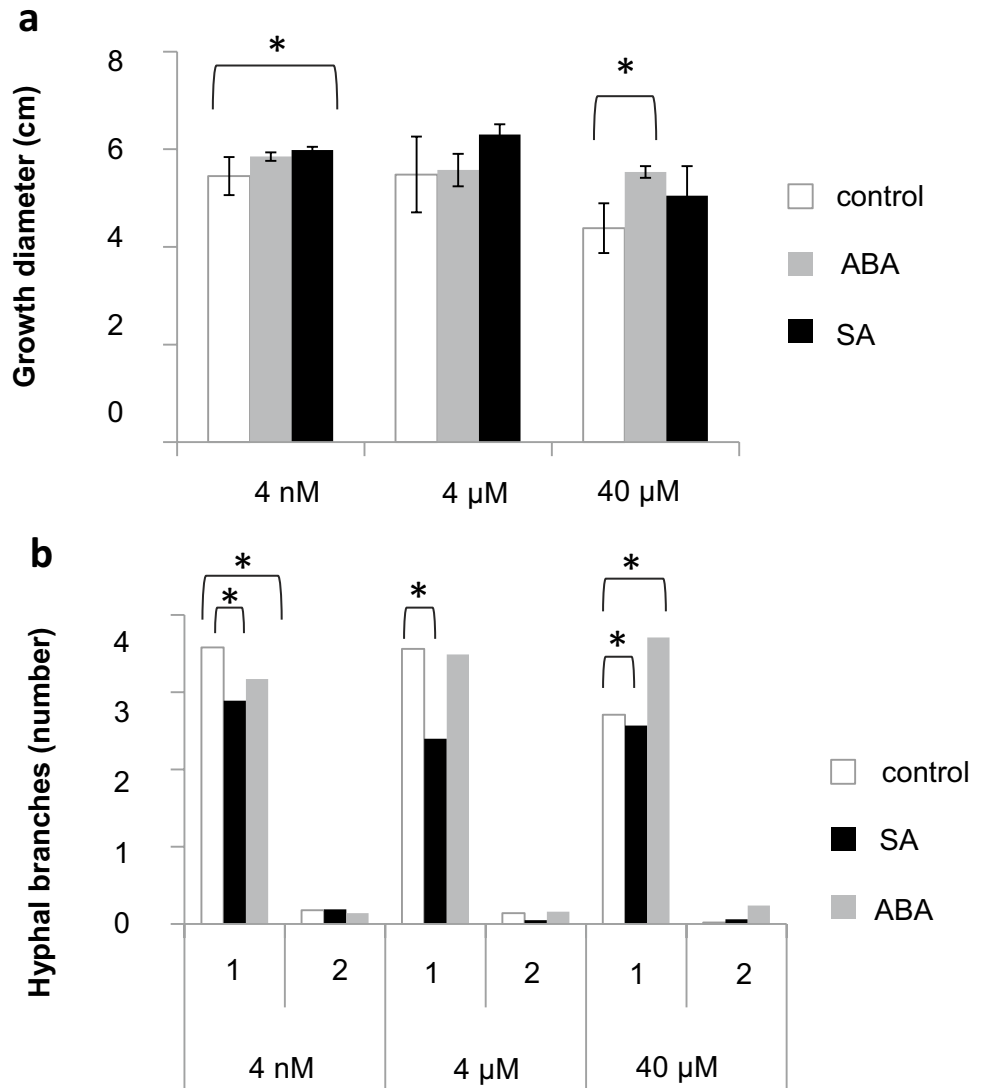 a
Growth diameter (cm)
8
6
4
2
0
*
*
4 nM
4 µM
40 µM
control
ABA
SA
b
Hyphal branches (number)
4
3
2
1
0
*
*
*
*
*
1 2 1 2 1 2
4 nM
4 µM
40 µM
control
SA
ABA